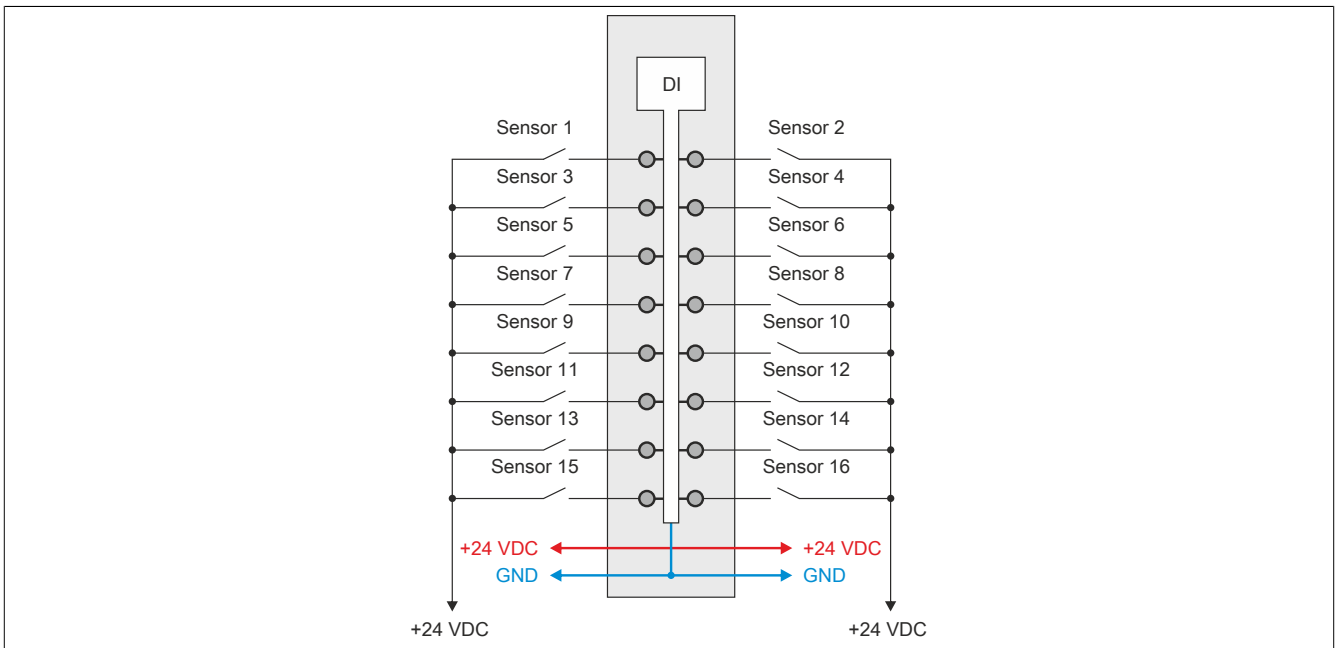 DI
Sensor 1 Sensor 2
Sensor 3 Sensor 4
Sensor 5 Sensor 6
Sensor 7 Sensor 8
Sensor 9 Sensor 10
Sensor 11 Sensor 12
Sensor 13 Sensor 14
Sensor 15 Sensor 16
+24 VDC +24 VDC
GND GND
+24 VDC +24 VDC